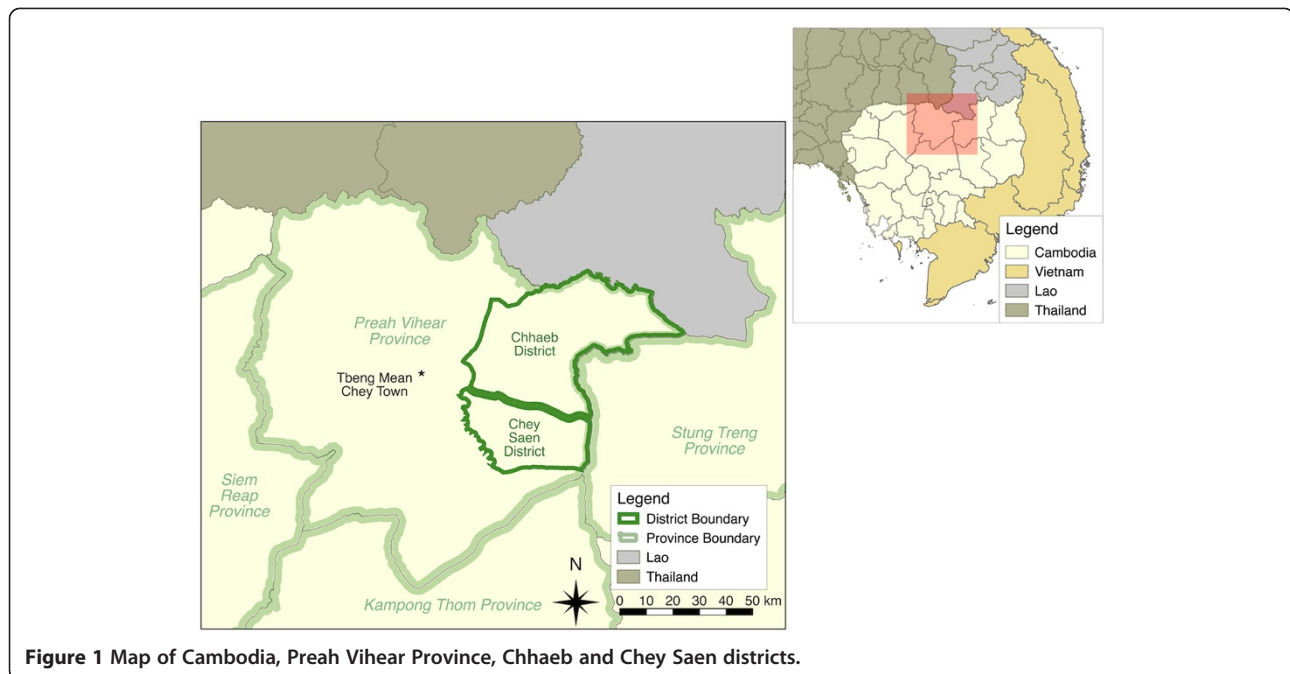 Legend
Cambodia
Vietnam
Lao
Thailand
Preah Vihear
Province
Chhaeb
District
Tbeng Mean
Chey Town
Chey
Saen
District
Stung Treng
Province
Siem
Reap
Province
Legend
District Boundary
Province Boundary
Lao
Thailand
N
Kampong Thom Province
0 10 20 30 40 50 km
Figure 1 Map of Cambodia, Preah Vihear Province, Chhaeb and Chey Saen districts.